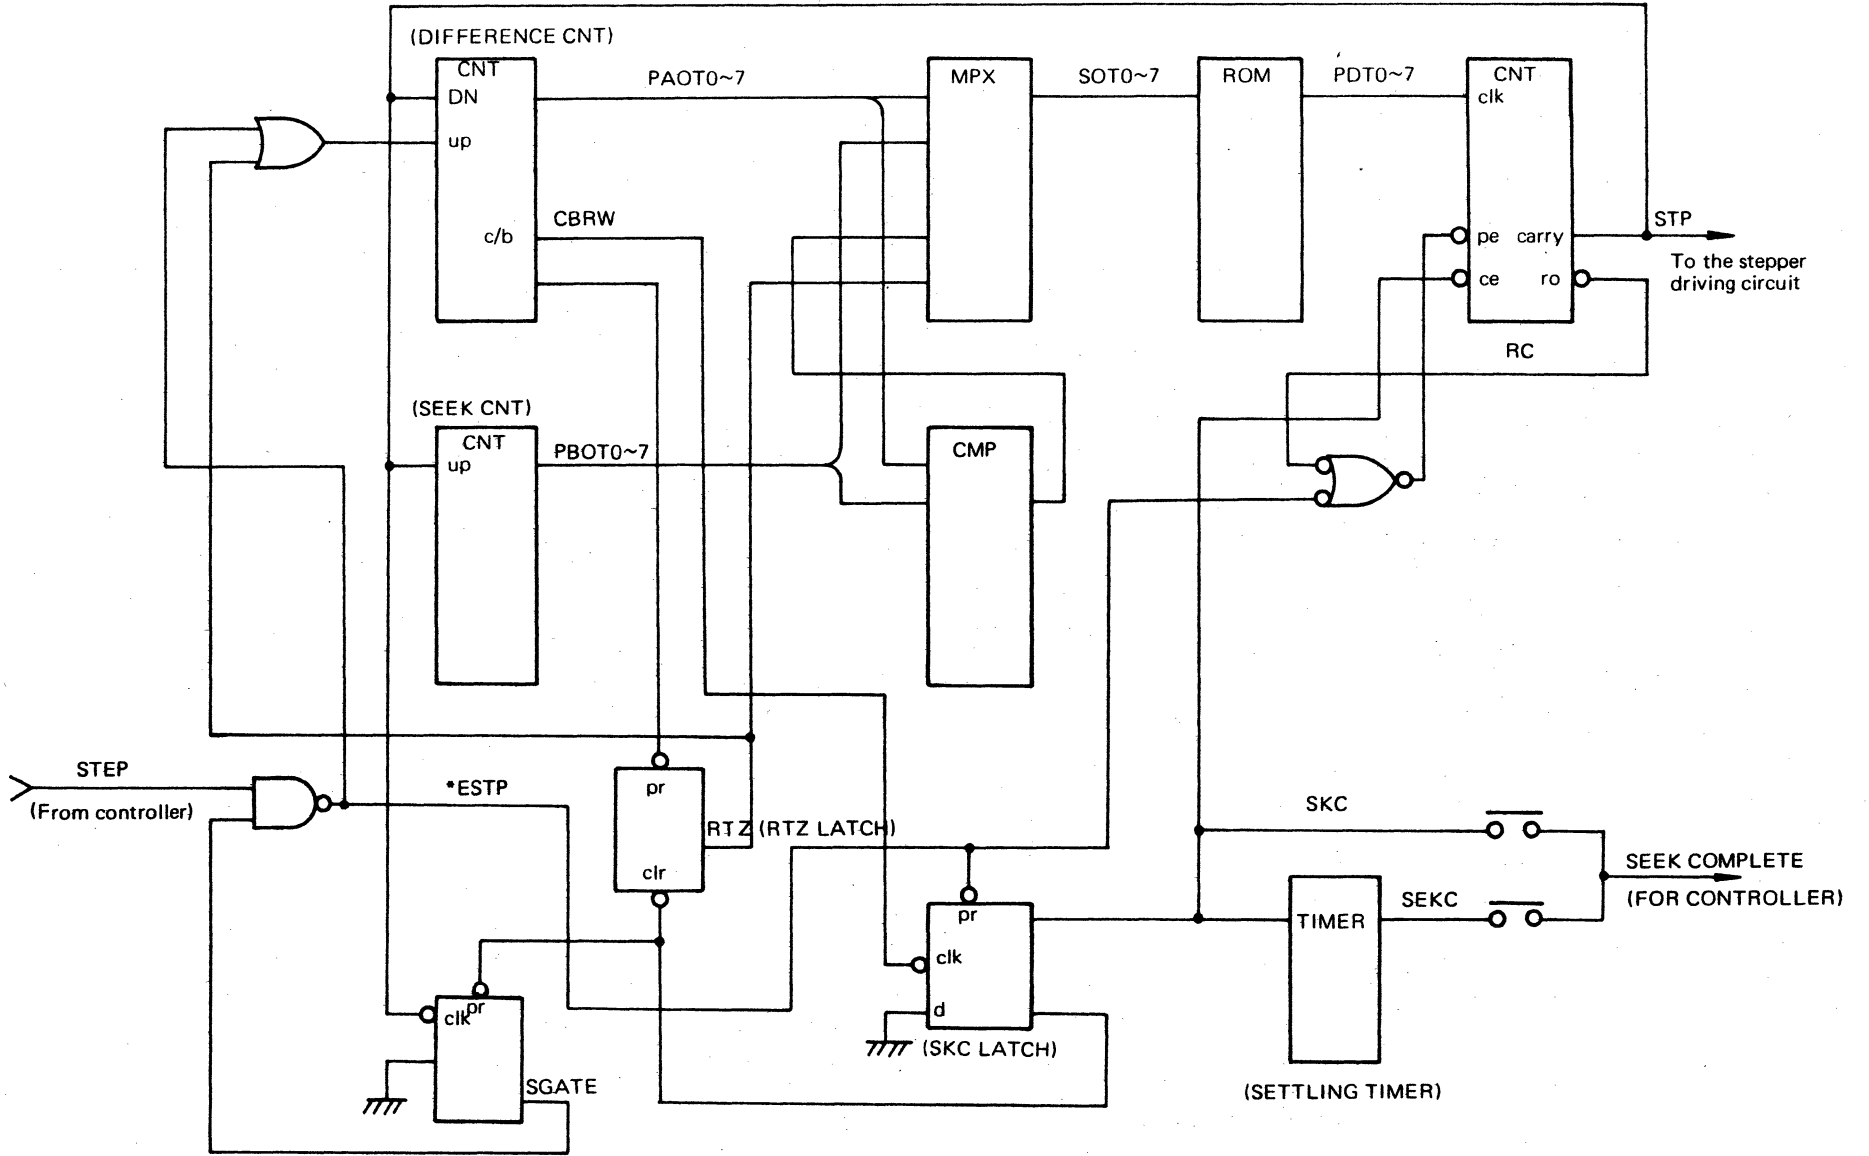 (DIFFERENCE CNT)
CNT
DN
up
c/b
PAOT0~7
CBRW
MPX
SOT0~7
ROM
PDT0~7
CNT
clk
pe
carry
ce
ro
STP
To the stepper
driving circuit
RC
(SEEK CNT)
CNT
up
PBOT0~7
CMP
STEP
(From controller)
*ESTP
pr
clr
RTZ (RTZ LATCH)
SKC
SEEK COMPLETE
(FOR CONTROLLER)
SEKC
TIMER
(SETTLING TIMER)
pr
clk
d
(SKC LATCH)
pr
clk
SGATE